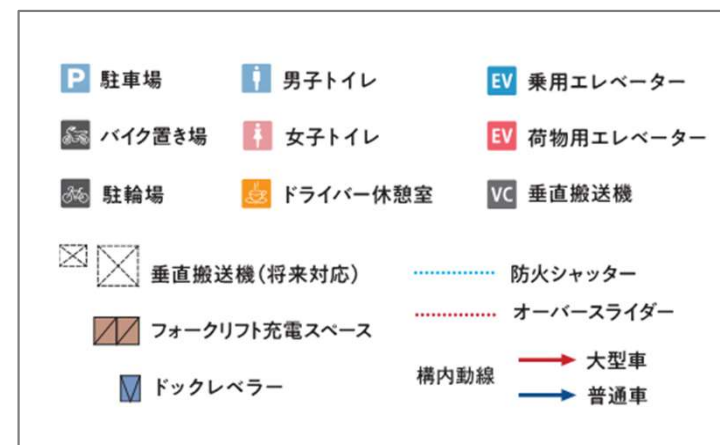 P 駐車場
男子トイレ
EV 乗用エレベーター
バイク置き場
女子トイレ
EV 荷物用エレベーター
駐輪場
ドライバー休憩室
VC 垂直搬送機
垂直搬送機(将来対応)
防火シャッター
オーバースライダー
フォークリフト充電スペース
構内動線
大型車
ドックレベラー
普通車